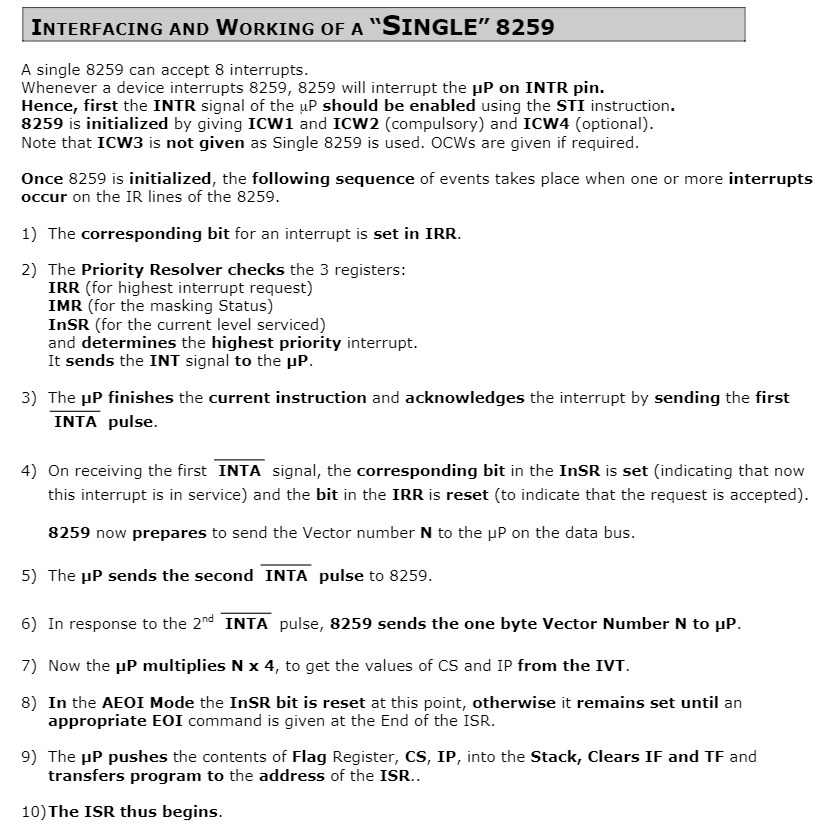 INTERFACING AND WORKING OF A “SINGLE” 8259
A single 8259 can accept 8 interrupts.
Whenever a device interrupts 8259, 8259 will interrupt the µP on INTR pin.
Hence, first the INTR signal of the µP should be enabled using the STI instruction.
8259 is initialized by giving ICW1 and ICW2 (compulsory) and ICW4 (optional).
Note that ICW3 is not given as Single 8259 is used. OCWs are given if required.
Once 8259 is initialized, the following sequence of events takes place when one or more interrupts
occur on the IR lines of the 8259.
1) The corresponding bit for an interrupt is set in IRR.
2) The Priority Resolver checks the 3 registers:
IRR (for highest interrupt request)
IMR (for the masking Status)
InSR (for the current level serviced)
and determines the highest priority interrupt.
It sends the INT signal to the µP.
3) The µP finishes the current instruction and acknowledges the interrupt by sending the first
INTA pulse.
4) On receiving the first INTA signal, the corresponding bit in the InSR is set (indicating that now
this interrupt is in service) and the bit in the IRR is reset (to indicate that the request is accepted).
8259 now prepares to send the Vector number N to the µP on the data bus.
5) The µP sends the second INTA pulse to 8259.
6) In response to the 2nd INTA pulse, 8259 sends the one byte Vector Number N to µP.
7) Now the µP multiplies N x 4, to get the values of CS and IP from the IVT.
8) In the AEOI Mode the InSR bit is reset at this point, otherwise it remains set until an
appropriate EOI command is given at the End of the ISR.
9) The µP pushes the contents of Flag Register, CS, IP, into the Stack, Clears IF and TF and
transfers program to the address of the ISR..
10)The ISR thus begins.